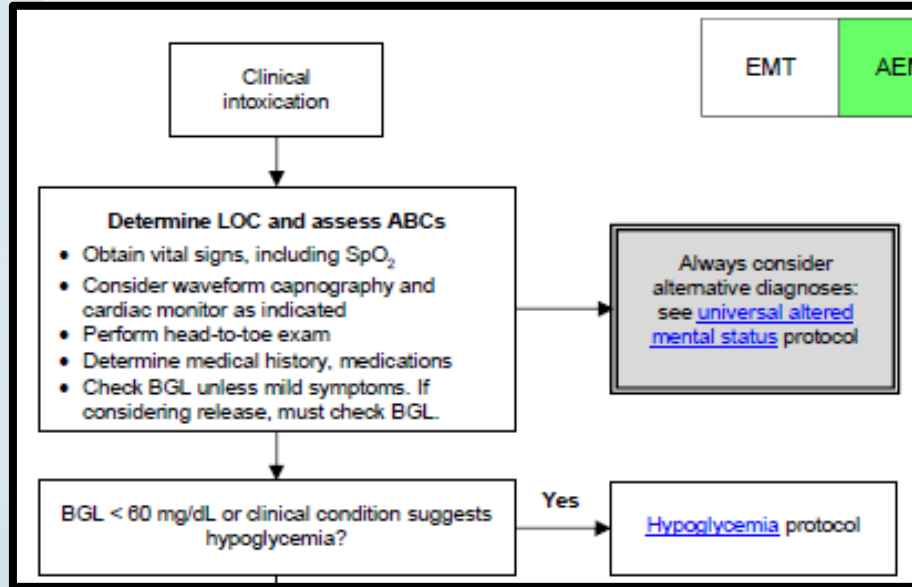 Clinical
intoxication
EMT
Determine LOC and assess ABCs
• Obtain vital signs, including SpO₂
• Consider waveform capnography and
cardiac monitor as indicated
• Perform head-to-toe exam
• Determine medical history, medications
• Check BGL unless mild symptoms. If
considering release, must check BGL.
Always consider
alternative diagnoses:
see universal altered
mental status protocol
BGL < 60 mg/dL or clinical condition suggests
hypoglycemia?
Yes
Hypoglycemia protocol